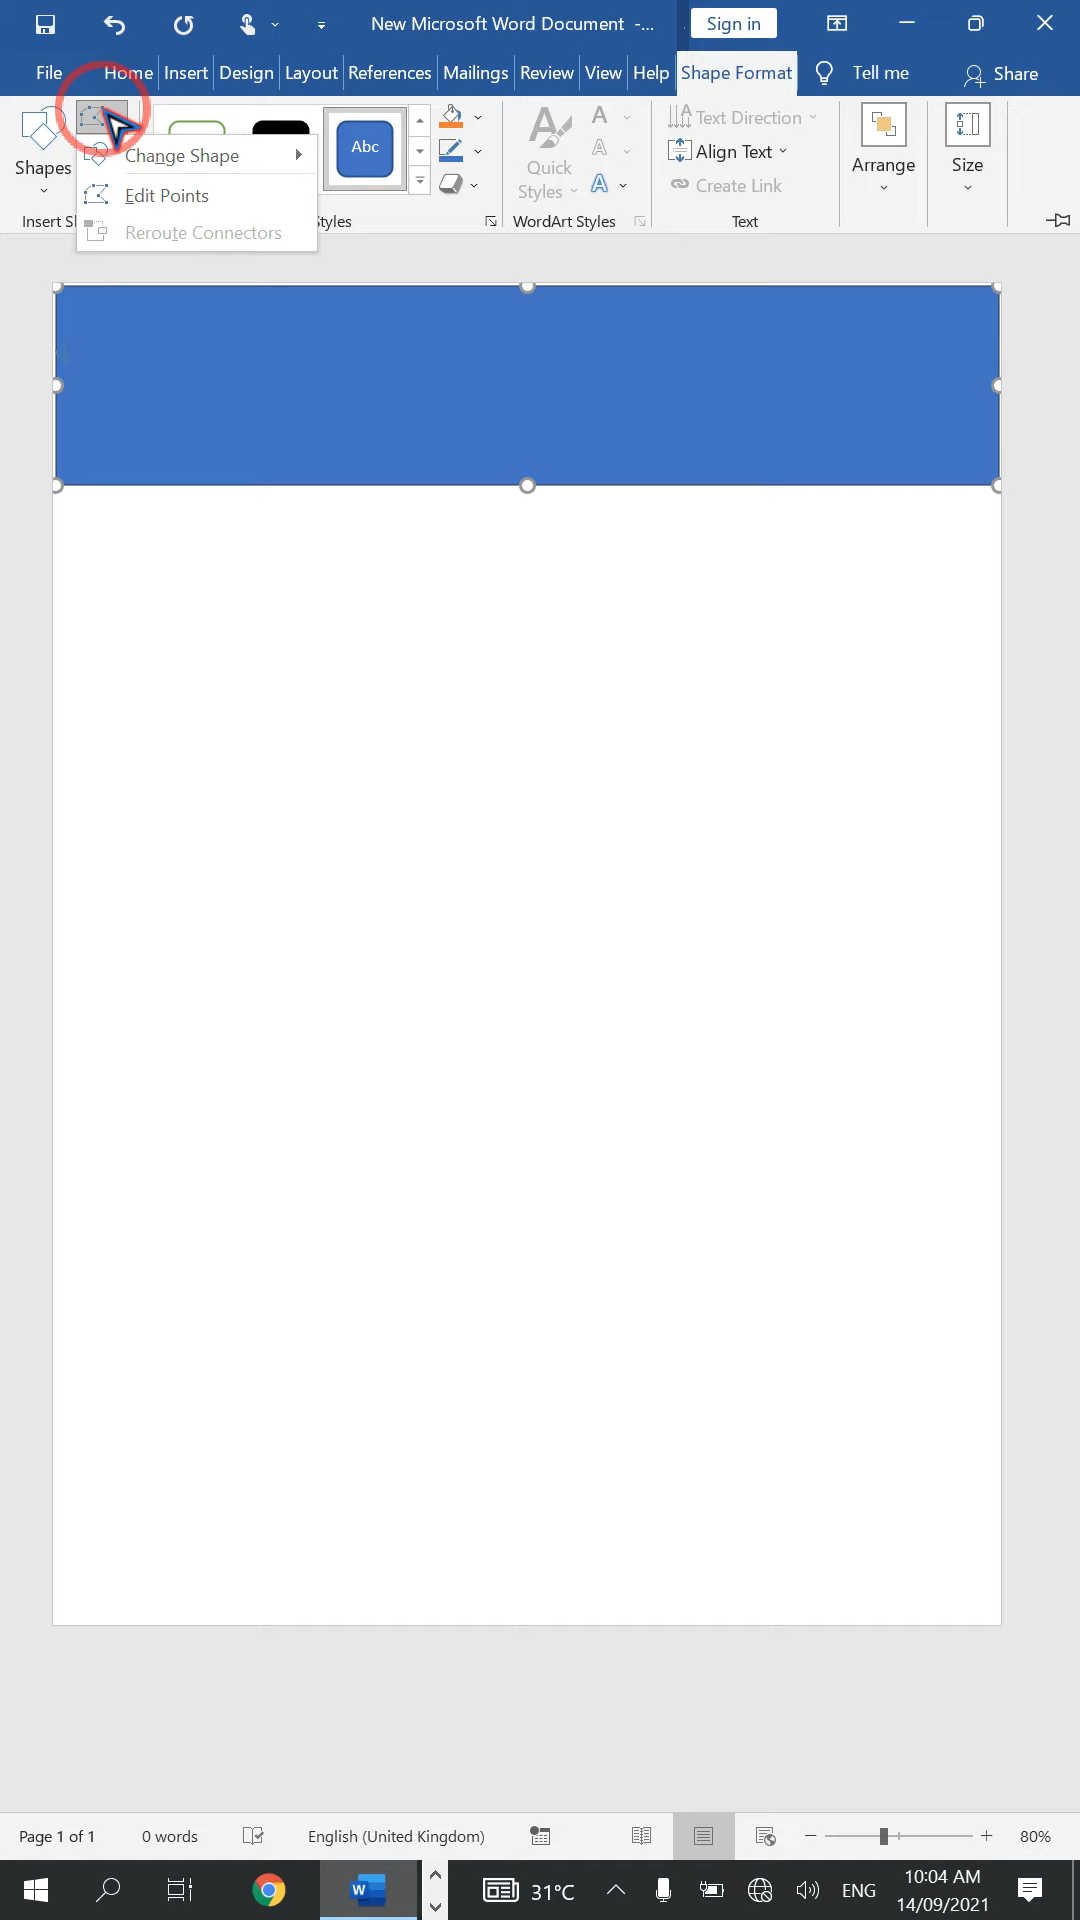 New Microsoft Word Document -...
Sign in
File
Home
Insert
Design
Layout
References
Mailings
Review
View
Help
Shape Format
Tell me
Share
Shapes
Change Shape
Edit Points
Reroute Connectors
Abc
Quick
Styles
Text Direction
Align Text
Create Link
Arrange
Size
Insert
tyles
WordArt Styles
Text
Page 1 of 1
0 words
English (United Kingdom)
80%
31°C
ENG
10:04 AM
14/09/2021